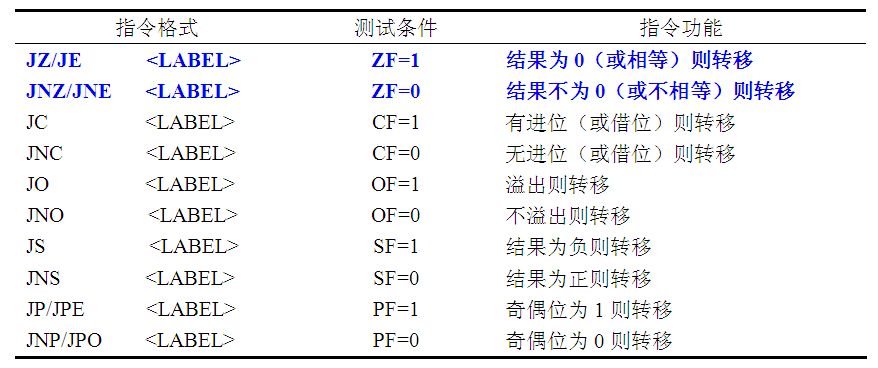 指令格式 测试条件 指令功能
JZ/JE <LABEL> ZF=1 结果为0（或相等）则转移
JNZ/JNE <LABEL> ZF=0 结果不为0（或不相等）则转移
JC <LABEL> CF=1 有进位（或借位）则转移
JNC <LABEL> CF=0 无进位（或借位）则转移
JO <LABEL> OF=1 溢出则转移
JNO <LABEL> OF=0 不溢出则转移
JS <LABEL> SF=1 结果为负则转移
JNS <LABEL> SF=0 结果为正则转移
JP/JPE <LABEL> PF=1 奇偶位为1则转移
JNP/JPO <LABEL> PF=0 奇偶位为0则转移